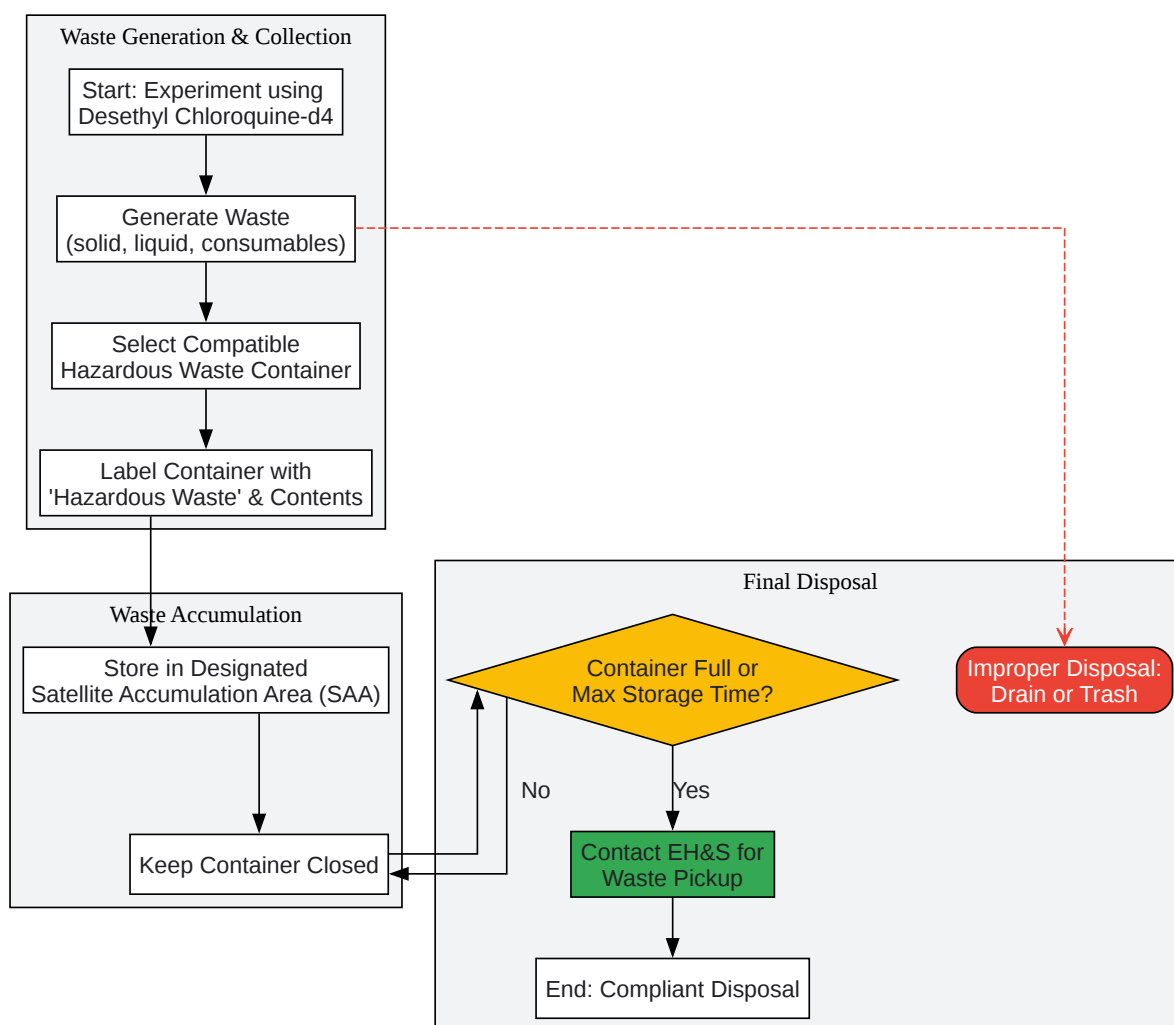 Waste Generation & Collection
Start: Experiment using
Desethyl Chloroquine-d4
Generate Waste
(solid, liquid, consumables)
Select Compatible
Hazardous Waste Container
Label Container with
'Hazardous Waste' & Contents
Waste Accumulation
Store in Designated
Satellite Accumulation Area (SAA)
Keep Container Closed
Final Disposal
Container Full or
Max Storage Time?
Improper Disposal:
Drain or Trash
No
Yes
Contact EH&S for
Waste Pickup
End: Compliant Disposal